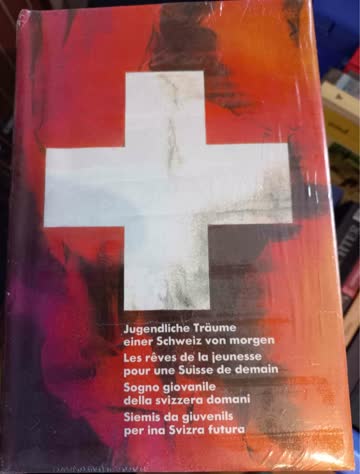 Jugendliche Träume
einer Schweiz von morgen
Les rêves de la jeunesse
pour une Suisse de demain
Sogno giovanile
della svizzera domani
Siemis da giuvenils
per ina Svizra futura